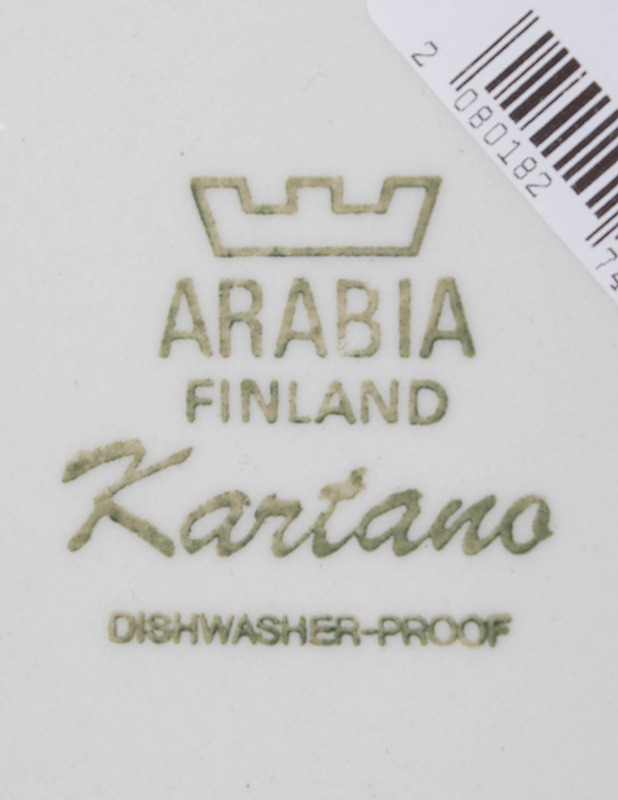 2 080182 74
ARABIA
FINLAND
Kartano
DISHWASHER-PROOF